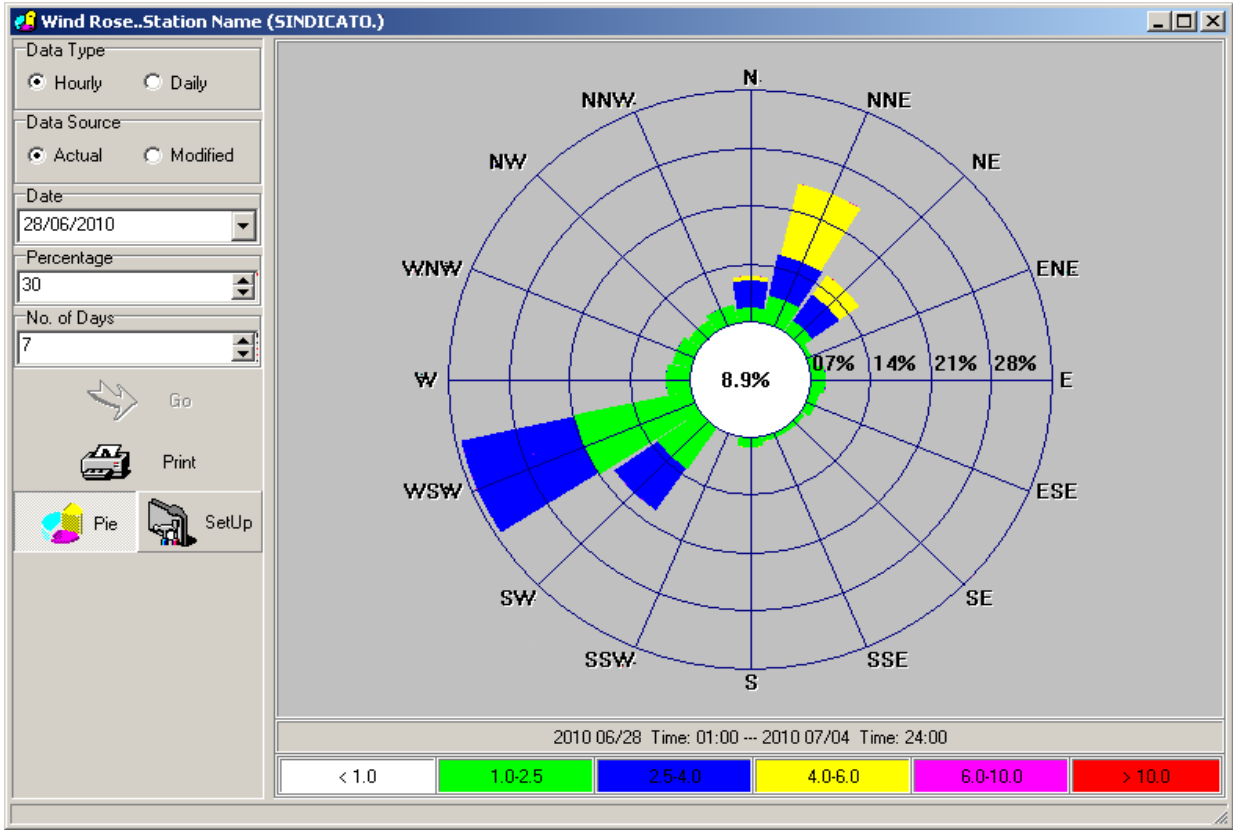 Wind Rose..Station Name (SINDICATO.)
Data Type
Hourly Daily
Data Source
Actual Modified
Date
28/06/2010
Percentage
30
No. of Days
7
Go
Print
Pie SetUp
N
NNW NNE
NW NE
WNW ENE
0 7% 14% 21% 28%
W 8.9% E
WSW ESE
SW SE
SSW SSE
S
2010 06/28 Time: 01:00 --- 2010 07/04 Time: 24:00
< 1.0 1.0-2.5 2.5-4.0 4.0-6.0 6.0-10.0 > 10.0